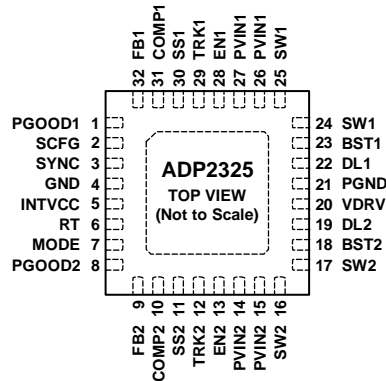 FB1
COMP1
SS1
TRK1
EN1
PVIN1
PVIN1
SW1
32
31
30
29
28
27
26
25
PGOOD1 1
SCFG 2
SYNC 3
GND 4
INTVCC 5
RT 6
MODE 7
PGOOD2 8
ADP2325
TOP VIEW
(Not to Scale)
24 SW1
23 BST1
22 DL1
21 PGND
20 VDRV
19 DL2
18 BST2
17 SW2
9
10
11
12
13
14
15
16
FB2
COMP2
SS2
TRK2
EN2
PVIN2
PVIN2
SW2